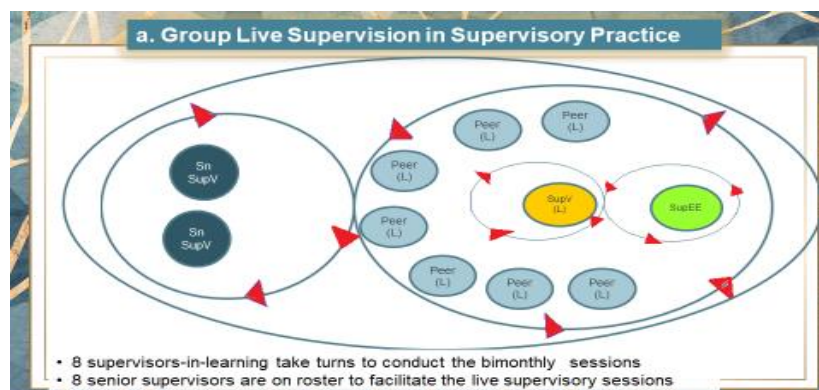 a. Group Live Supervision in Supervisory Practice
Peer
(L)
Peer
(L)
Sn
SupV
Peer
(L)
SupV
(L)
SupEE
Sn
SupV
Peer
(L)
Peer
(L)
Peer
(L)
Peer
(L)
• 8 supervisors-in-learning take turns to conduct the bimonthly sessions
• 8 senior supervisors are on roster to facilitate the live supervisory sessions